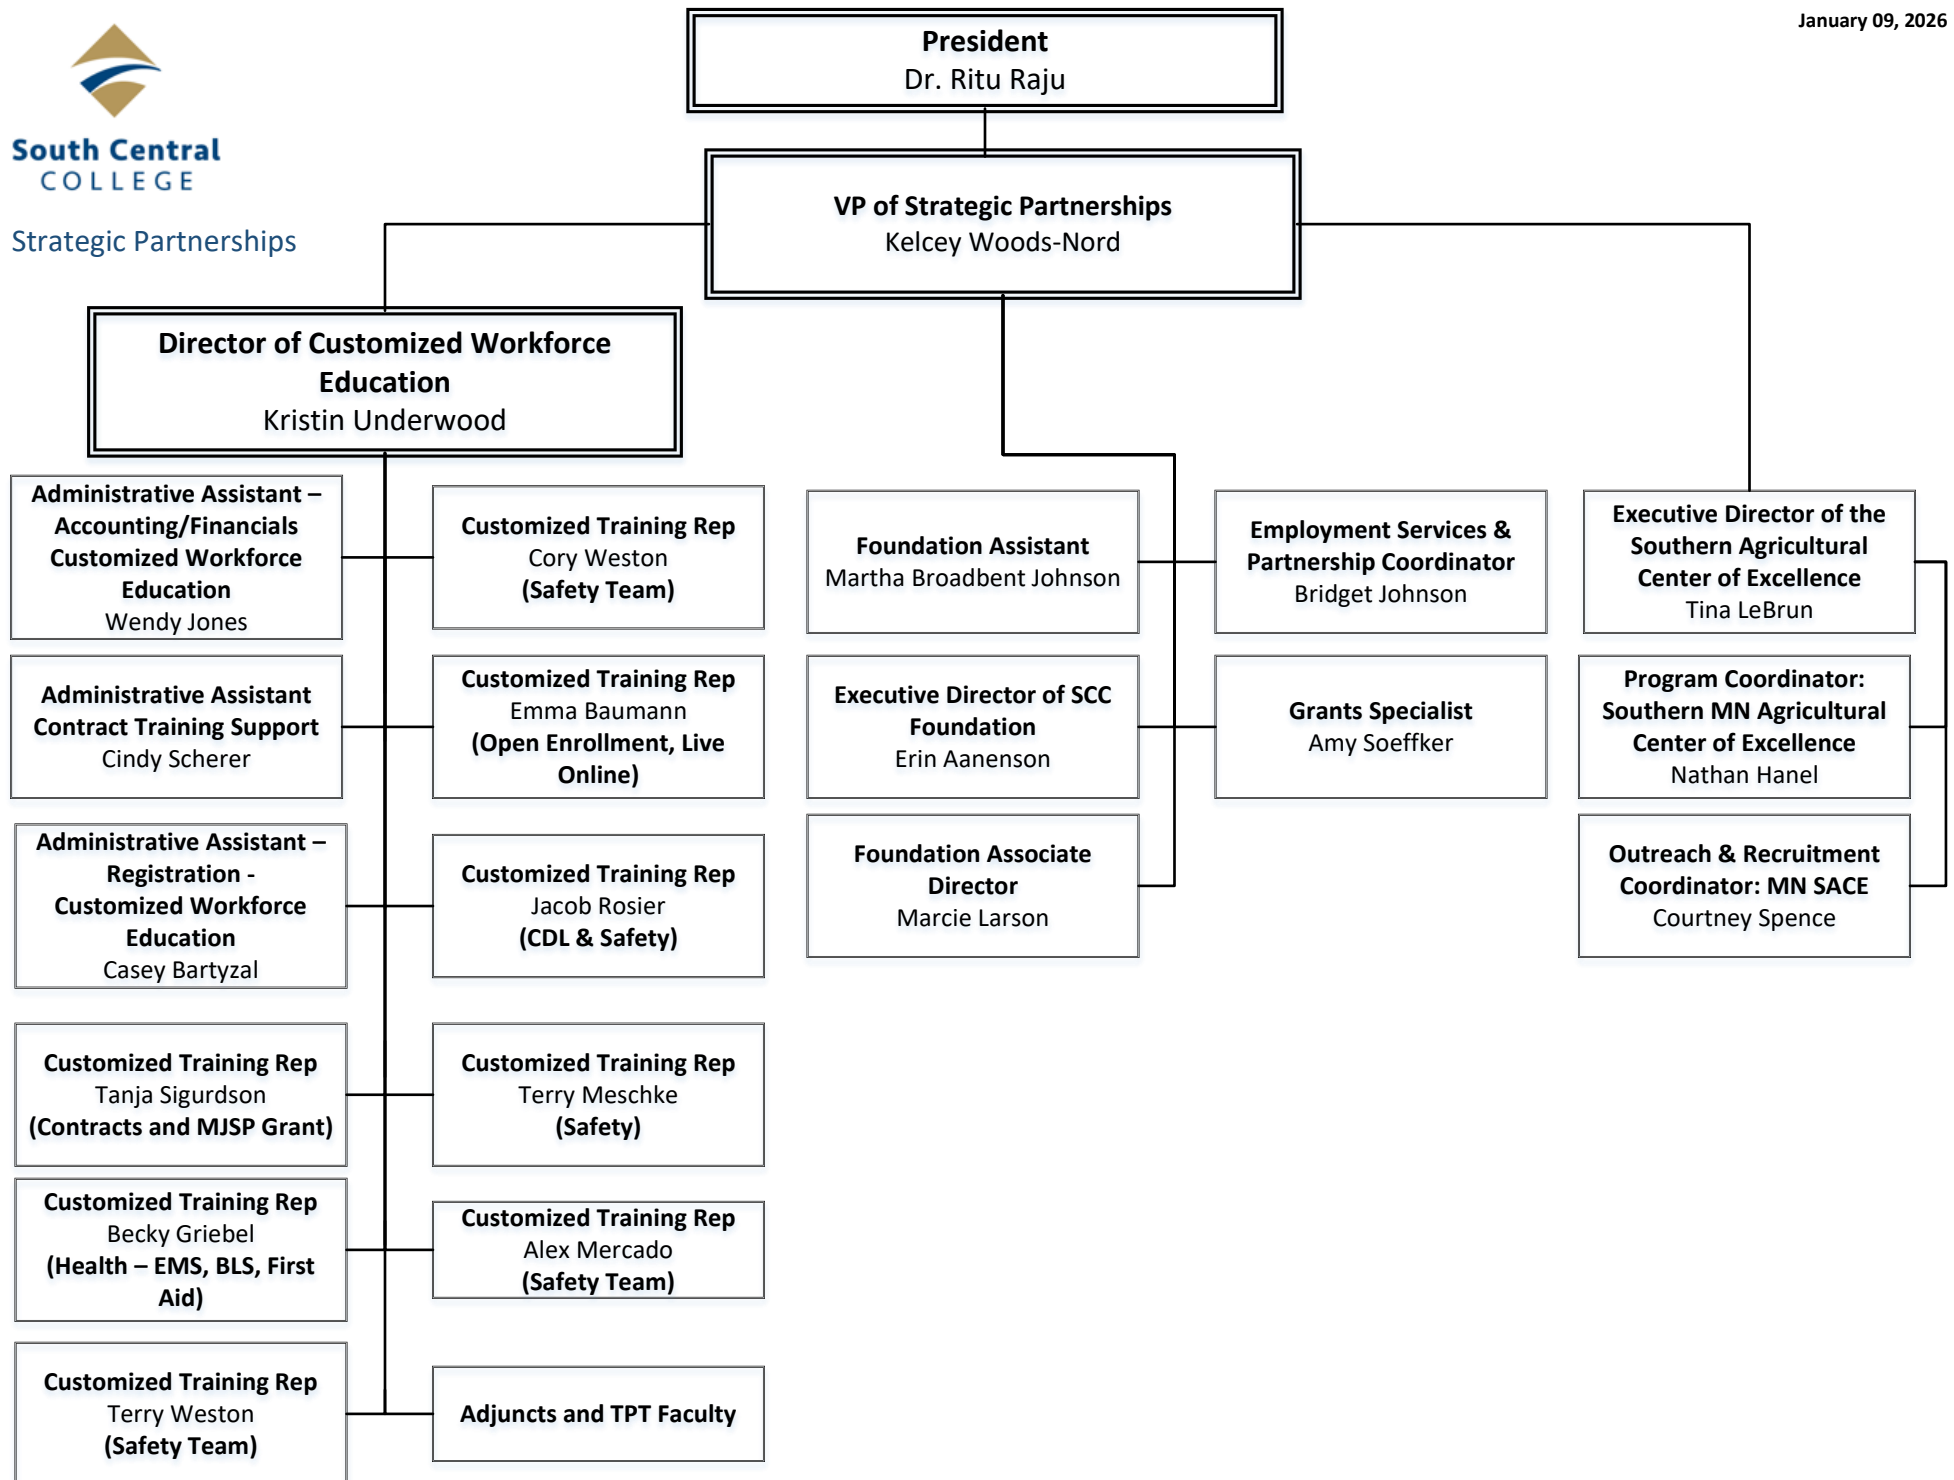 January 09, 2026
South Central
COLLEGE
Strategic Partnerships
President
Dr. Ritu Raju
VP of Strategic Partnerships
Kelcey Woods-Nord
Director of Customized Workforce
Education
Kristin Underwood
Administrative Assistant –
Accounting/Financials
Customized Workforce
Education
Wendy Jones
Customized Training Rep
Cory Weston
(Safety Team)
Administrative Assistant
Contract Training Support
Cindy Scherer
Customized Training Rep
Emma Baumann
(Open Enrollment, Live
Online)
Administrative Assistant –
Registration -
Customized Workforce
Education
Casey Bartyzal
Customized Training Rep
Jacob Rosier
(CDL & Safety)
Customized Training Rep
Tanja Sigurdson
(Contracts and MJSP Grant)
Customized Training Rep
Terry Meschke
(Safety)
Customized Training Rep
Becky Griebel
(Health – EMS, BLS, First
Aid)
Customized Training Rep
Alex Mercado
(Safety Team)
Customized Training Rep
Terry Weston
(Safety Team)
Adjuncts and TPT Faculty
Foundation Assistant
Martha Broadbent Johnson
Employment Services &
Partnership Coordinator
Bridget Johnson
Executive Director of SCC
Foundation
Erin Aanenson
Grants Specialist
Amy Soeffker
Foundation Associate
Director
Marcie Larson
Executive Director of the
Southern Agricultural
Center of Excellence
Tina LeBrun
Program Coordinator:
Southern MN Agricultural
Center of Excellence
Nathan Hanel
Outreach & Recruitment
Coordinator: MN SACE
Courtney Spence